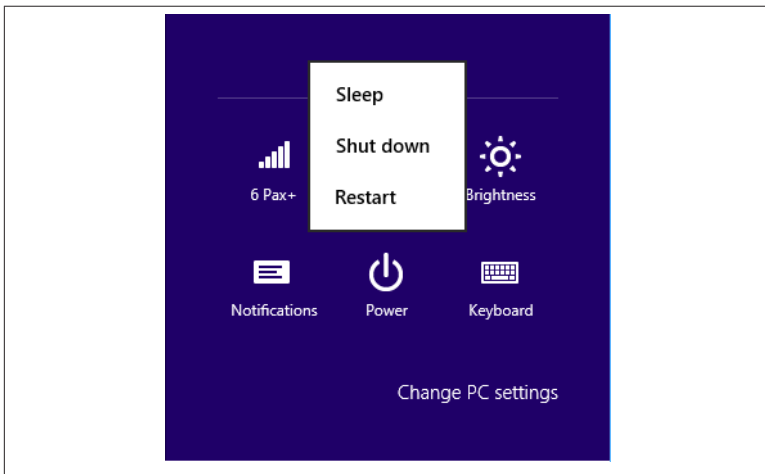 Sleep
Shut down
Restart
6 Pax+
Brightness
Notifications
Power
Keyboard
Change PC settings